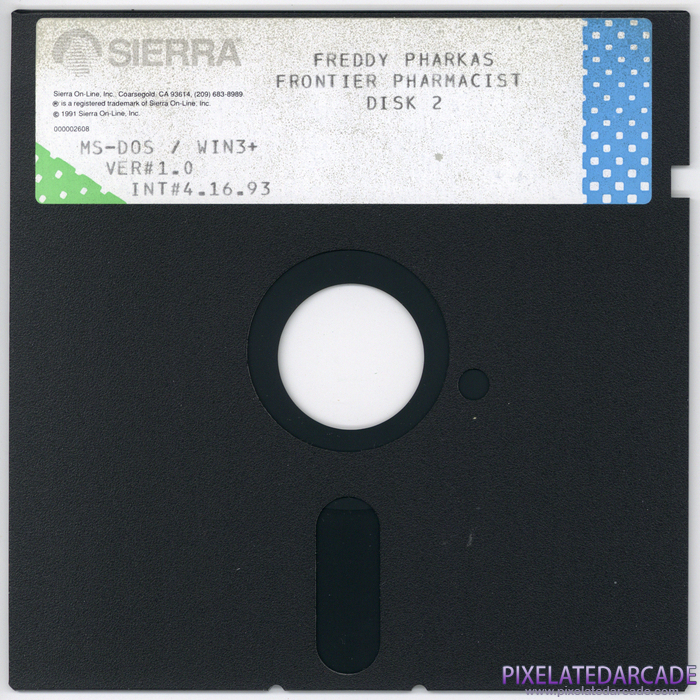 SIERRA
FREDDY PHARKAS
FRONTIER PHARMACIST
DISK 2
Sierra On-Line, Inc., Coarsegold, CA 93614, (209) 683-8989.
® is a registered trademark of Sierra On-Line, Inc.
© 1991 Sierra On-Line, Inc.
000002608
MS-DOS / WIN3+
VER#1.0
INT#4.16.93
PIXELATEDARCADE
www.pixelatedarcade.com